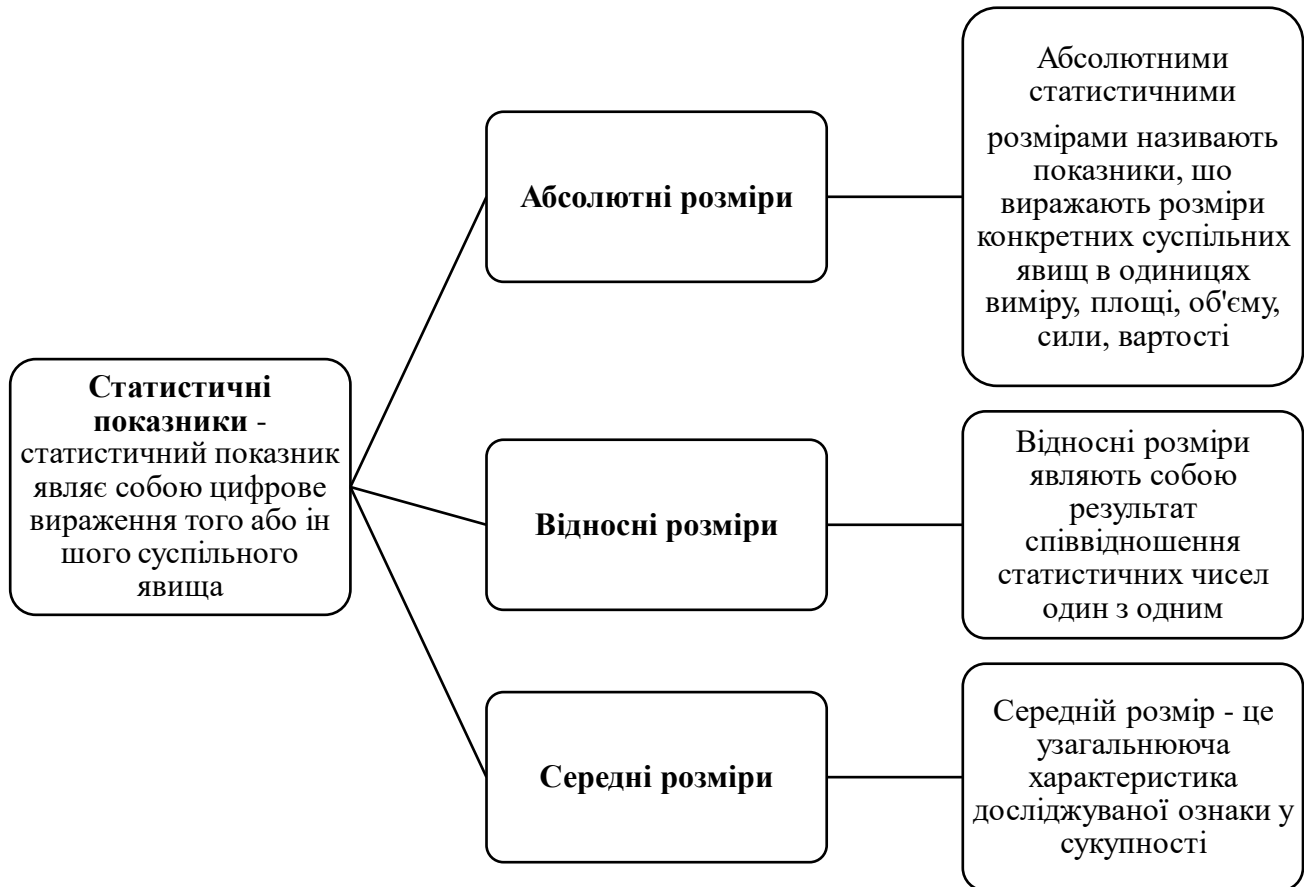 Статистичні
показники -
статистичний показник
являє собою цифрове
вираження того або ін
шого суспільного
явища
Абсолютні розміри
Абсолютними
статистичними
розмірами називають
показники, шо
виражають розміри
конкретних суспільних
явищ в одиницях
виміру, площі, об'єму,
сили, вартості
Відносні розміри
Відносні розміри
являють собою
результат
співвідношення
статистичних чисел
один з одним
Середні розміри
Середній розмір - це
узагальнююча
характеристика
досліджуваної ознаки у
сукупності